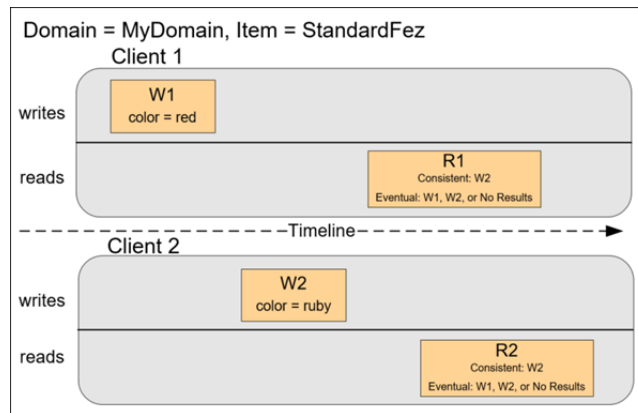 Domain = MyDomain, Item = StandardFez
Client 1
writes
W1
color = red
reads
R1
Consistent: W2
Eventual: W1, W2, or No Results
Timeline
Client 2
writes
W2
color = ruby
reads
R2
Consistent: W2
Eventual: W1, W2, or No Results